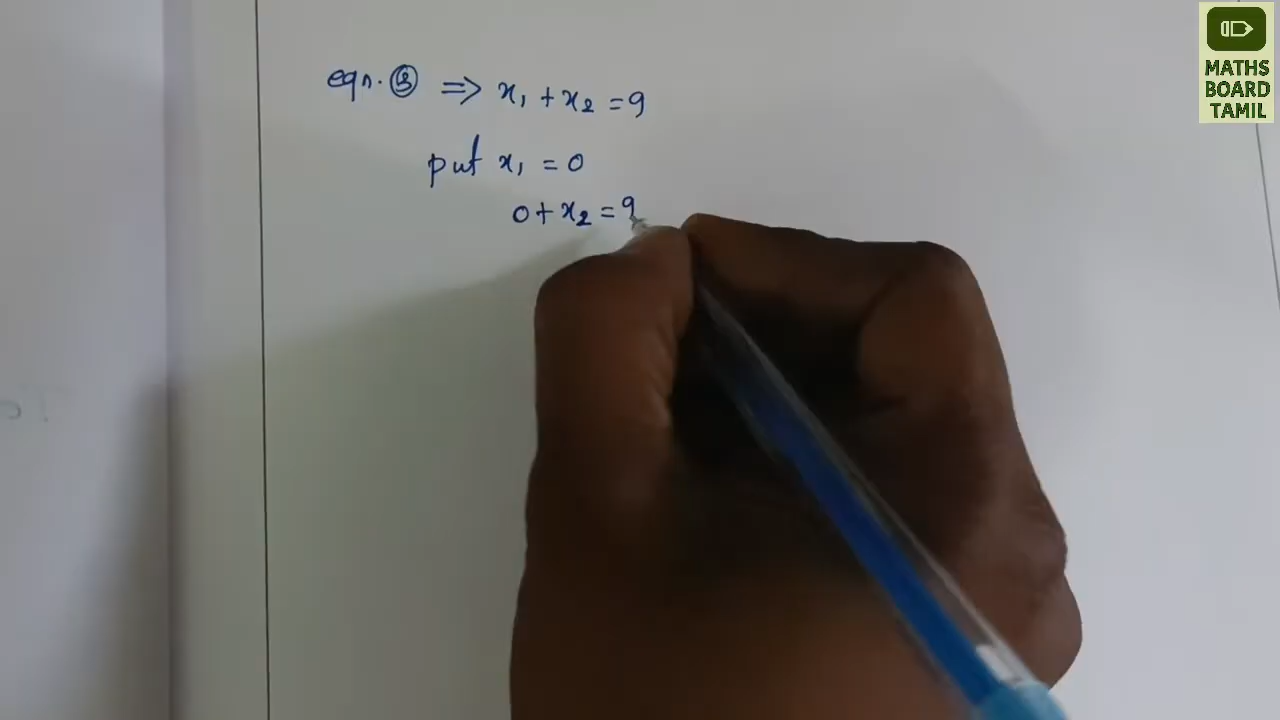 eqn. ③ ⇒ x₁ + x₂ = 9
put x₁ = 0
0 + x₂ = 9
MATHS
BOARD
TAMIL